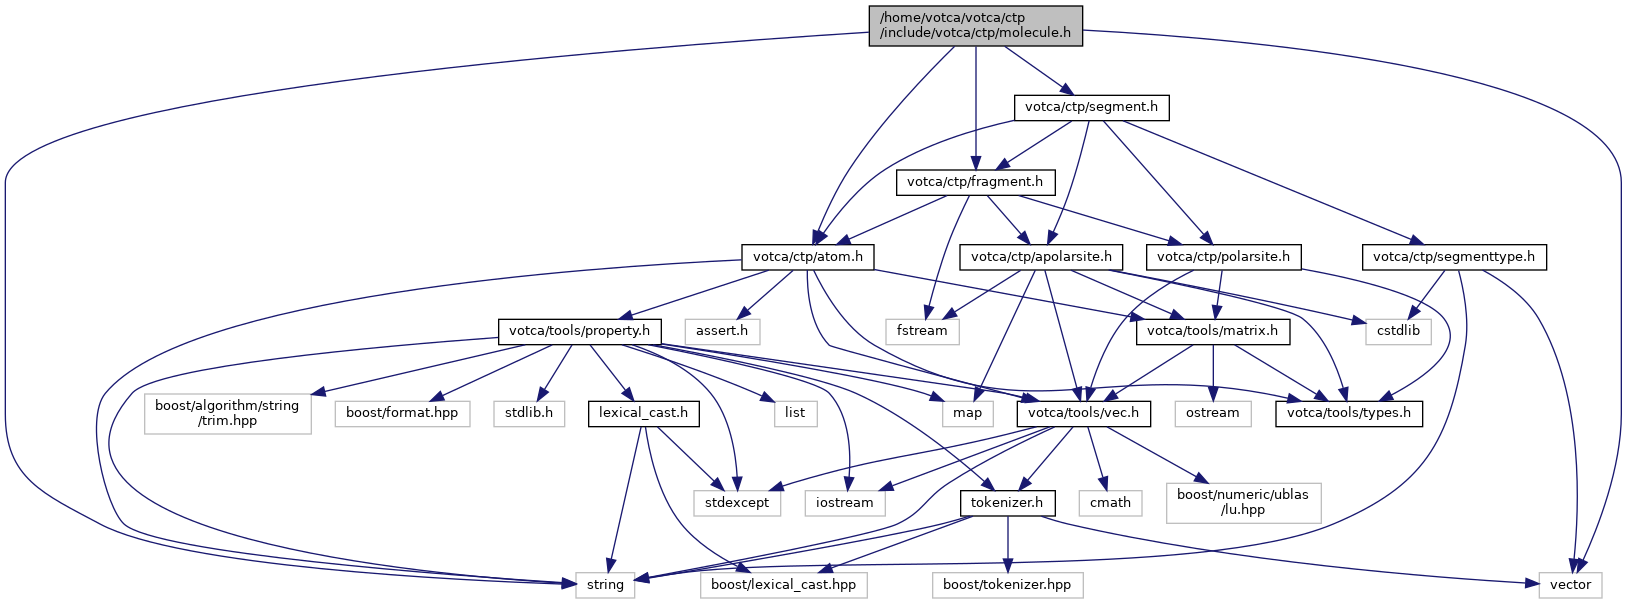 /home/votca/votca/ctp
/include/votca/ctp/molecule.h
votca/ctp/segment.h
votca/ctp/fragment.h
votca/ctp/atom.h
votca/ctp/apolarsite.h
votca/ctp/polarsite.h
votca/ctp/segmenttype.h
votca/tools/property.h
assert.h
fstream
votca/tools/matrix.h
cstdlib
boost/algorithm/string
/trim.hpp
boost/format.hpp
stdlib.h
lexical_cast.h
list
map
votca/tools/vec.h
ostream
votca/tools/types.h
stdexcept
iostream
tokenizer.h
cmath
boost/numeric/ublas
/lu.hpp
string
boost/lexical_cast.hpp
boost/tokenizer.hpp
vector